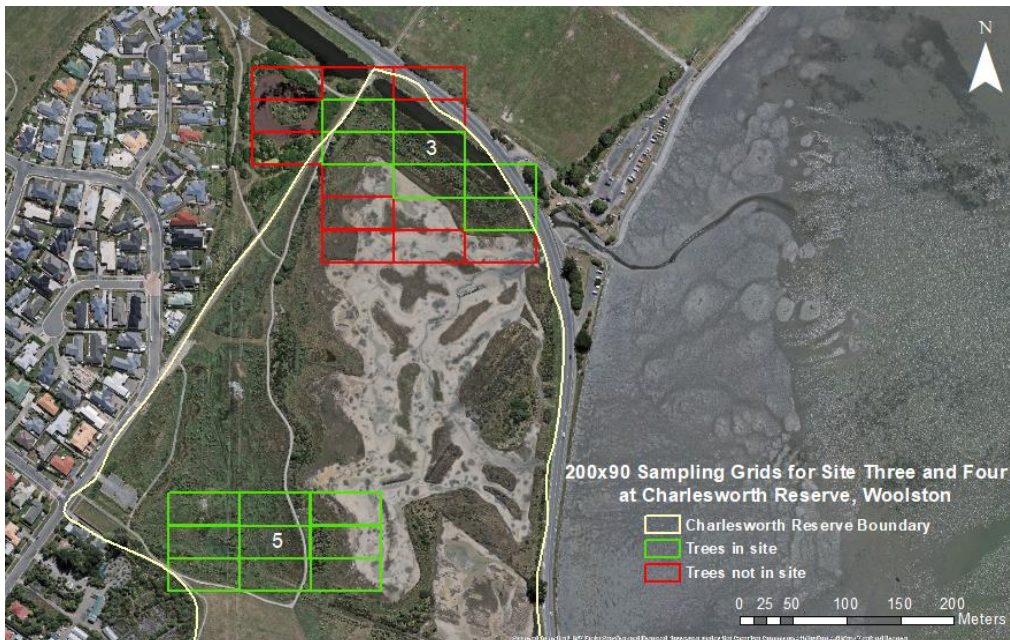 N
3
5
200x90 Sampling Grids for Site Three and Four
at Charlesworth Reserve, Woolston
Charlesworth Reserve Boundary
Trees in site
Trees not in site
0 25 50 100 150 200
Meters